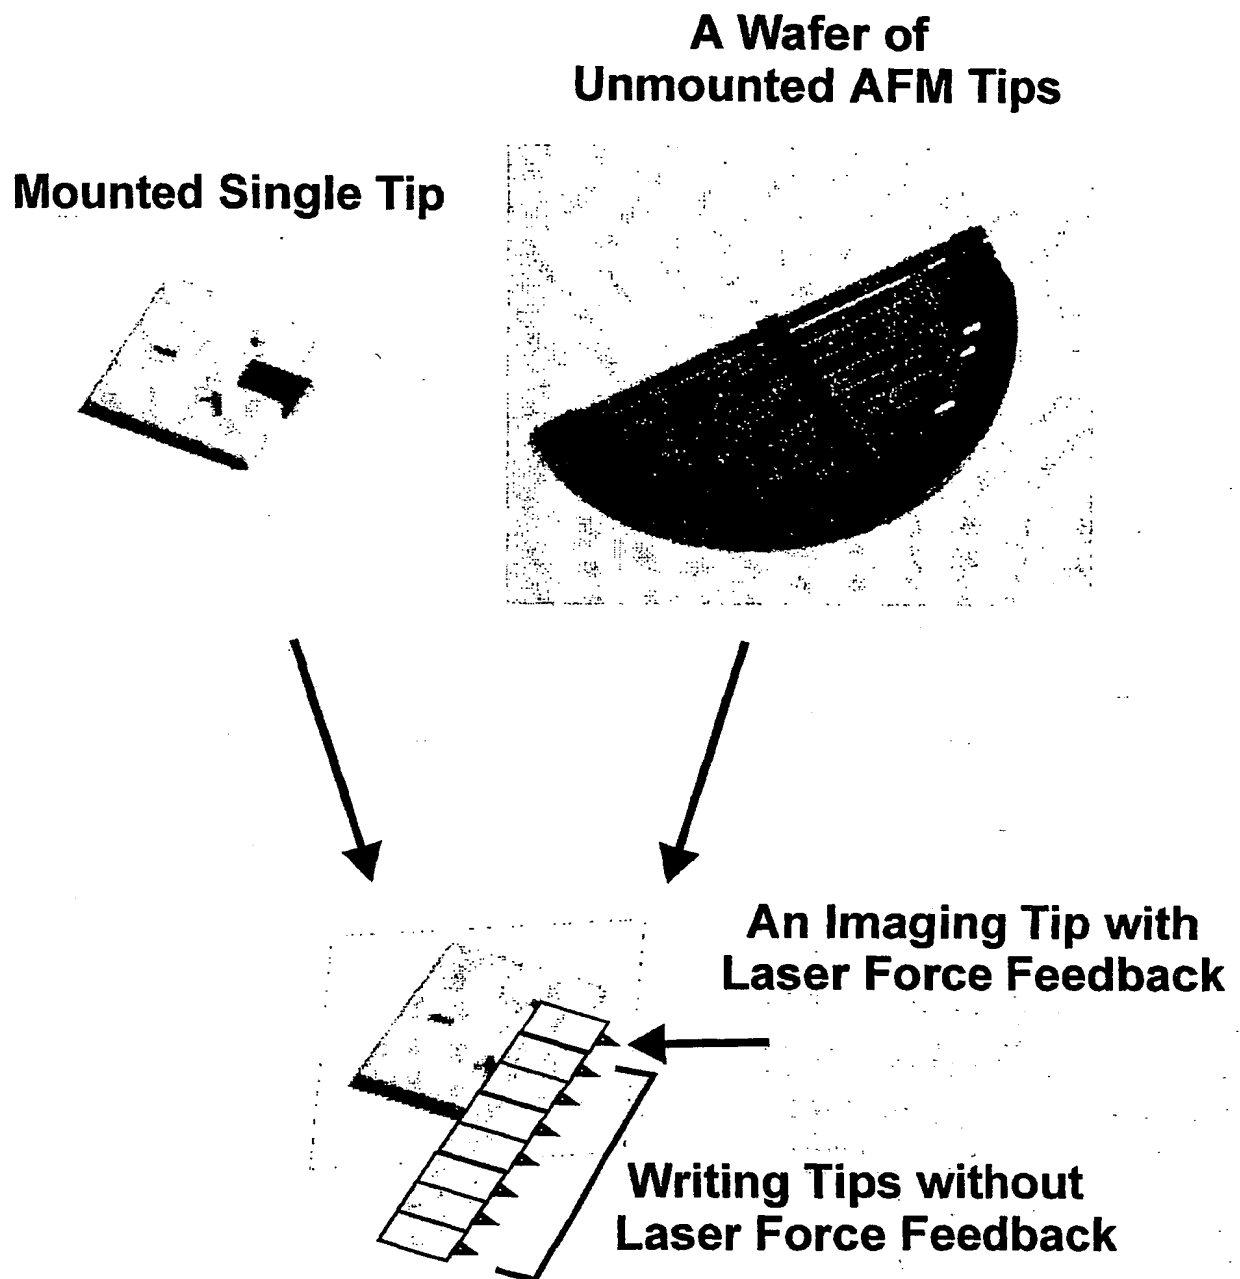 A Wafer of
Unmounted AFM Tips
Mounted Single Tip
An Imaging Tip with
Laser Force Feedback
Writing Tips without
Laser Force Feedback